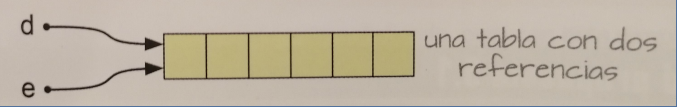 d
una tabla con dos
referencias
e